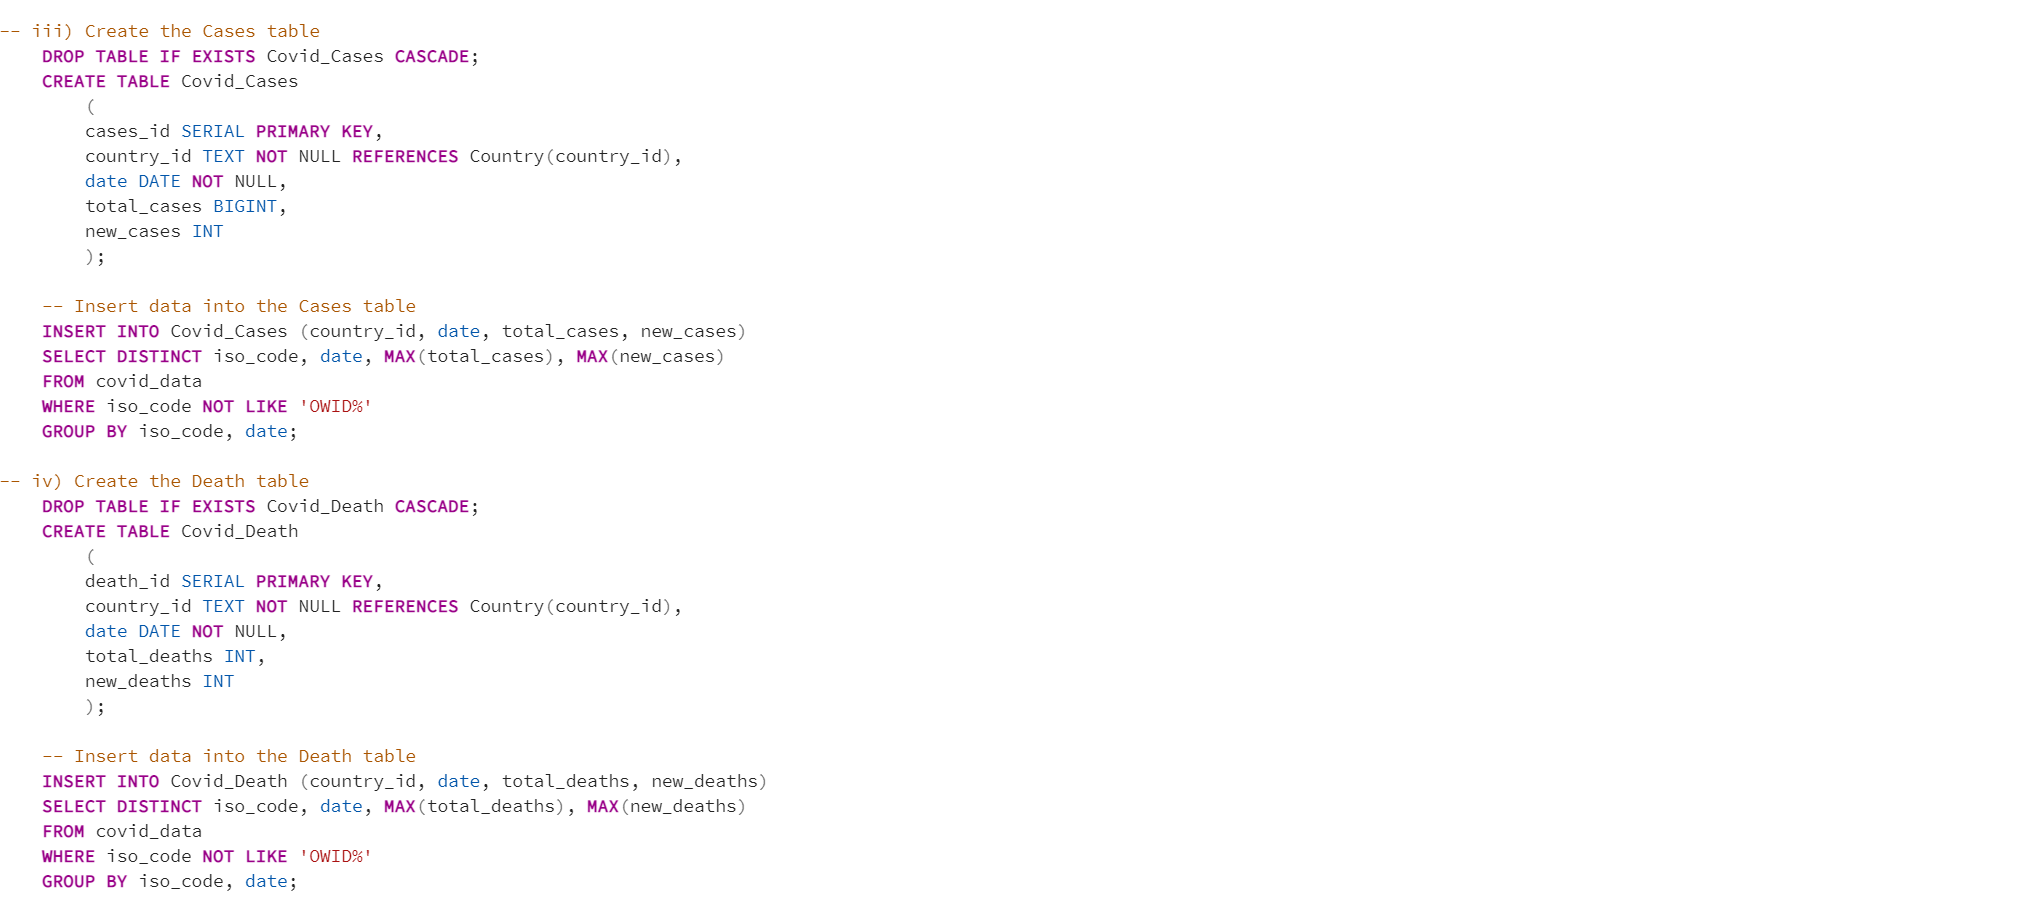 -- iii) Create the Cases table
DROP TABLE IF EXISTS Covid_Cases CASCADE;
CREATE TABLE Covid_Cases
(
cases_id SERIAL PRIMARY KEY,
country_id TEXT NOT NULL REFERENCES Country(country_id),
date DATE NOT NULL,
total_cases BIGINT,
new_cases INT
);
-- Insert data into the Cases table
INSERT INTO Covid_Cases (country_id, date, total_cases, new_cases)
SELECT DISTINCT iso_code, date, MAX(total_cases), MAX(new_cases)
FROM covid_data
WHERE iso_code NOT LIKE 'OWID%'
GROUP BY iso_code, date;
-- iv) Create the Death table
DROP TABLE IF EXISTS Covid_Death CASCADE;
CREATE TABLE Covid_Death
(
death_id SERIAL PRIMARY KEY,
country_id TEXT NOT NULL REFERENCES Country(country_id),
date DATE NOT NULL,
total_deaths INT,
new_deaths INT
);
-- Insert data into the Death table
INSERT INTO Covid_Death (country_id, date, total_deaths, new_deaths)
SELECT DISTINCT iso_code, date, MAX(total_deaths), MAX(new_deaths)
FROM covid_data
WHERE iso_code NOT LIKE 'OWID%'
GROUP BY iso_code, date;